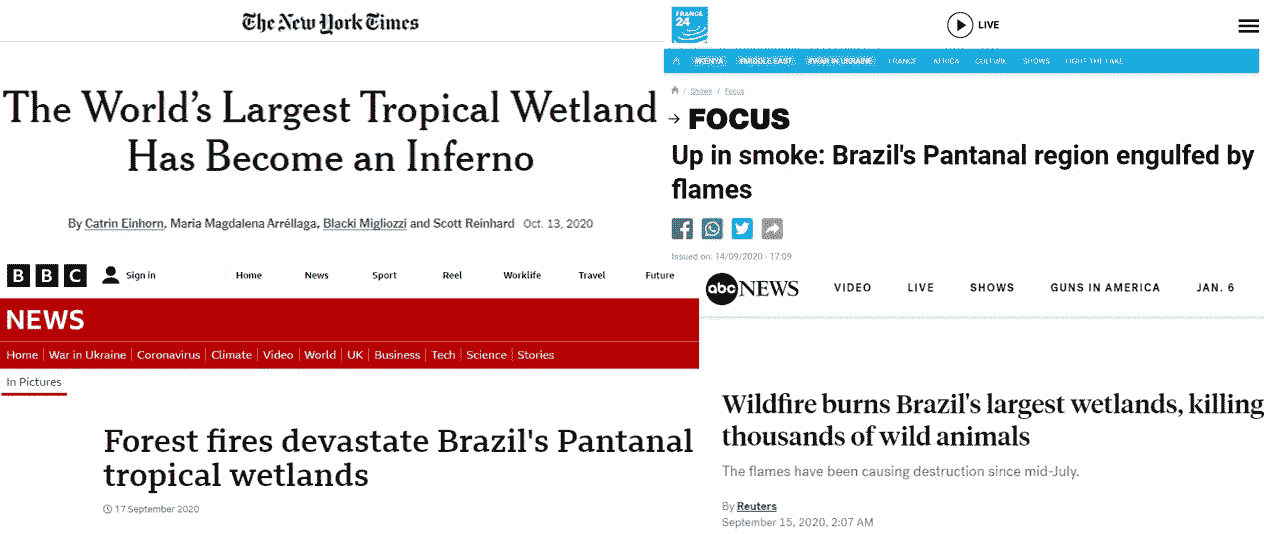 The New York Times
The World's Largest Tropical Wetland
Has Become an Inferno
By Catrin Einhorn, Maria Magdalena Arréllaga, Blacki Migliozzi and Scott Reinhard Oct. 13, 2020
FRANCE
24
LIVE
#KENYA #MIDDLE EAST #WAR IN UKRAINE FRANCE AFRICA CULTURE SHOWS FIGHT THE FAKE
/ Shows / Focus
→ FOCUS
Up in smoke: Brazil's Pantanal region engulfed by
flames
Issued on: 14/09/2020 - 17:09
BBC Sign in Home News Sport Reel Worklife Travel Future
NEWS
Home War in Ukraine Coronavirus Climate Video World UK Business Tech Science Stories
In Pictures
Forest fires devastate Brazil's Pantanal
tropical wetlands
17 September 2020
abc NEWS VIDEO LIVE SHOWS GUNS IN AMERICA JAN. 6
Wildfire burns Brazil's largest wetlands, killing
thousands of wild animals
The flames have been causing destruction since mid-July.
By Reuters
September 15, 2020, 2:07 AM